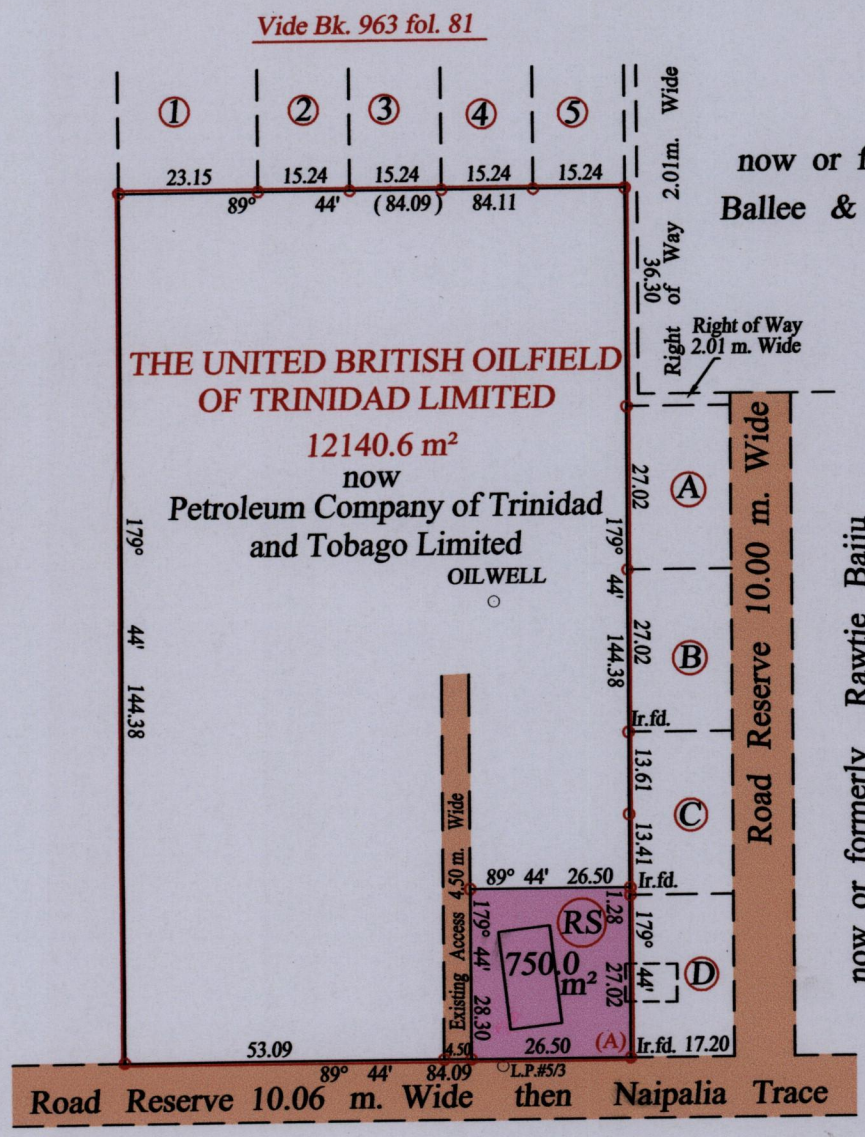 Vide Bk. 963 fol. 81
1 2 3 4 5
23.15 15.24 15.24 15.24 15.24
89° 44' (84.09) 84.11
Right of Way 2.01m. Wide
36.30
now or f
Ballee &
Right of Way
2.01 m. Wide
THE UNITED BRITISH OILFIELD
OF TRINIDAD LIMITED
12140.6 m²
now
Petroleum Company of Trinidad
and Tobago Limited
OILWELL
179° 44' 144.38
179° 44' 144.38
27.02
A
27.02
B
Ir.fd.
13.61
C
13.41
Ir.fd.
Road Reserve 10.00 m. Wide
now or formerly Rawtie Baiju
Existing Access 4.50 m. Wide
89° 44' 26.50
1.28
RS
179° 44' 28.30
750.0
m²
27.02
179° 44'
D
(A)
Ir.fd. 17.20
53.09 4.50 26.50
89° 44' 84.09
L.P.#5/3
Road Reserve 10.06 m. Wide then Naipalia Trace